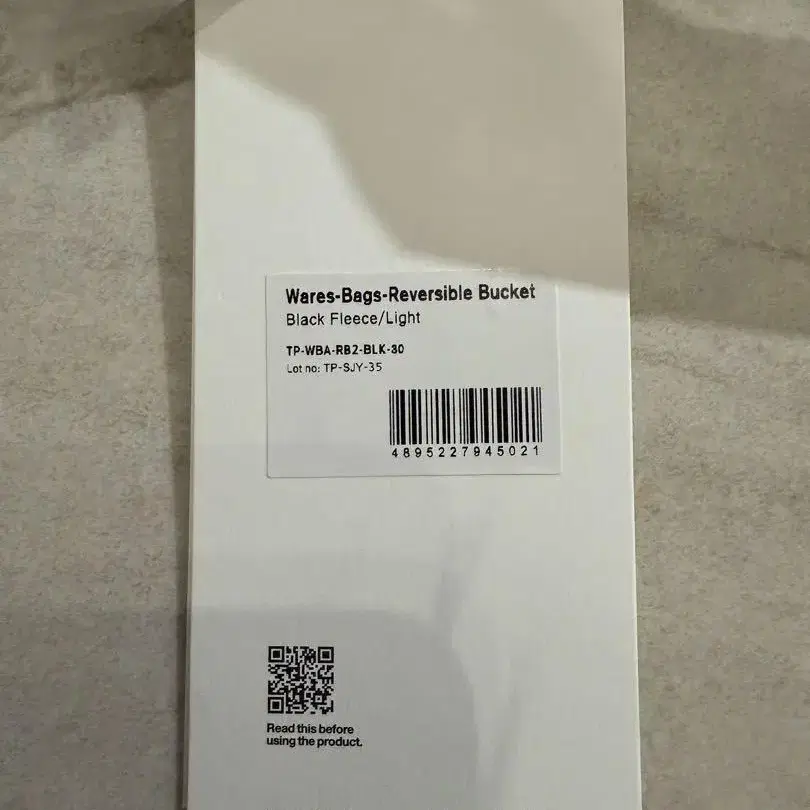 Wares-Bags-Reversible Bucket
Black Fleece/Light
TP-WBA-RB2-BLK-30
Lot no: TP-SJY-35
4895227945021
Read this before
using the product.